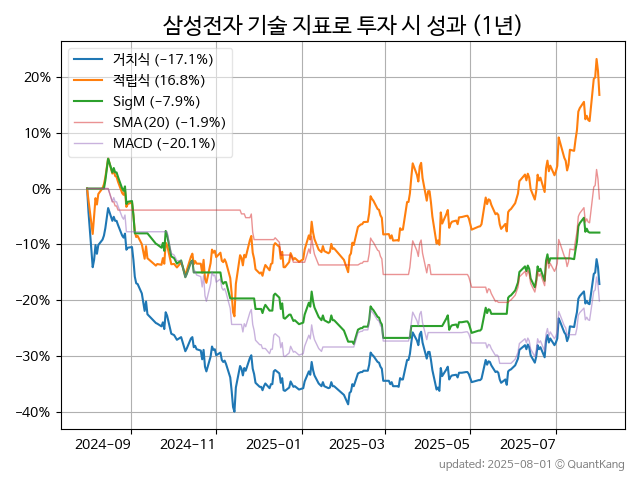 삼성전자 기술 지표로 투자 시 성과 (1년)
거치식 (−17.1%)
적립식 (16.8%)
SigM (−7.9%)
SMA(20) (−1.9%)
MACD (−20.1%)
20%
10%
0%
−10%
−20%
−30%
−40%
2024−09
2024−11
2025−01
2025−03
2025−05
2025−07
updated: 2025-08-01 © QuantKang